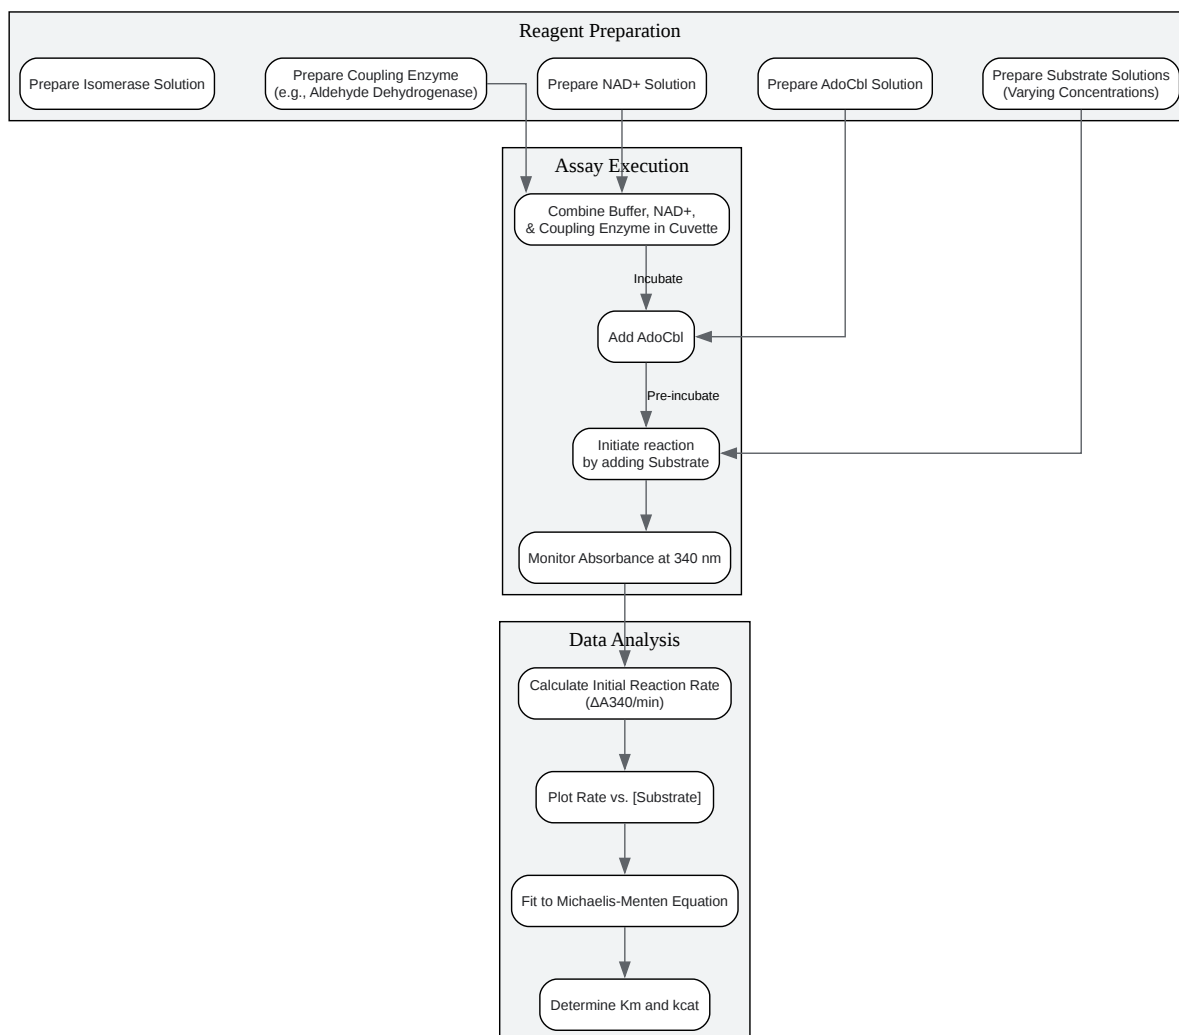 Reagent Preparation
Prepare Isomerase Solution
Prepare Coupling Enzyme
(e.g., Aldehyde Dehydrogenase)
Prepare NAD+ Solution
Prepare AdoCbl Solution
Prepare Substrate Solutions
(Varying Concentrations)
Assay Execution
Combine Buffer, NAD+,
& Coupling Enzyme in Cuvette
Incubate
Add AdoCbl
Pre-incubate
Initiate reaction
by adding Substrate
Monitor Absorbance at 340 nm
Data Analysis
Calculate Initial Reaction Rate
(ΔA340/min)
Plot Rate vs. [Substrate]
Fit to Michaelis-Menten Equation
Determine Km and kcat